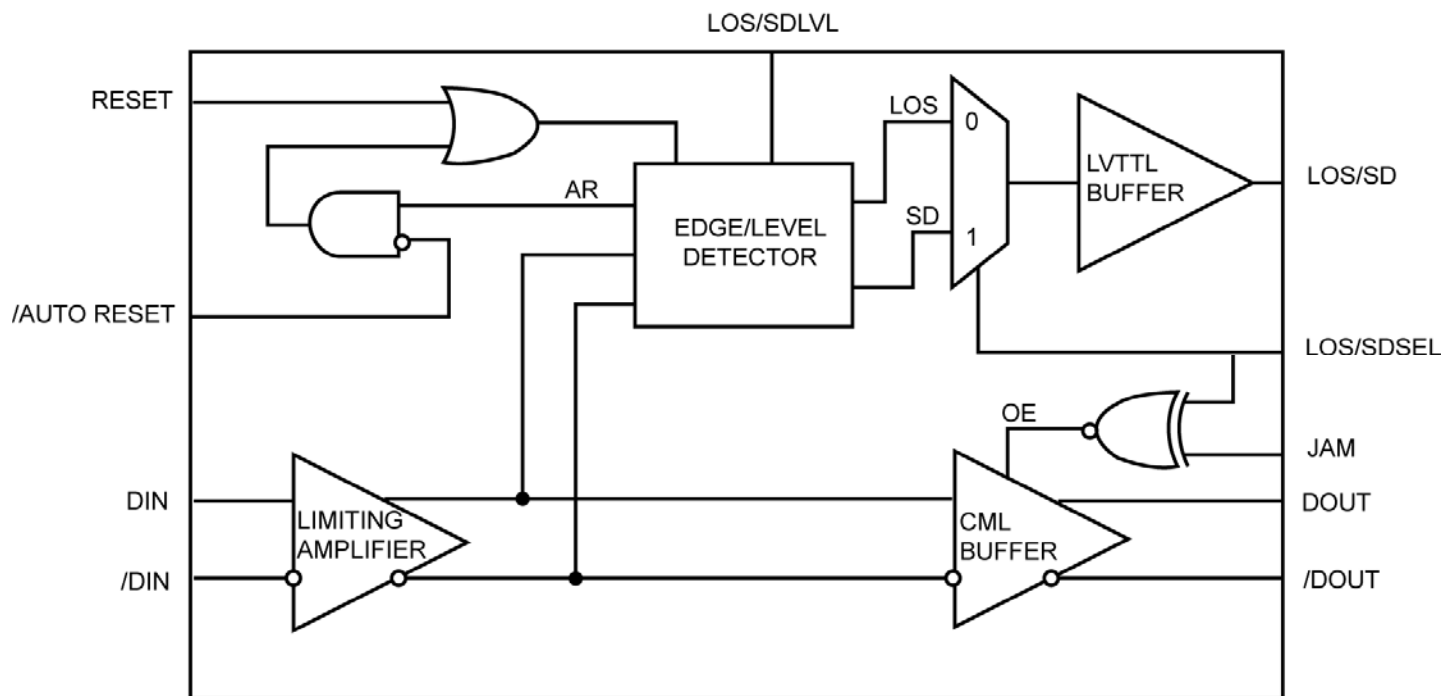 LOS/SDLVL
RESET
LOS
0
LVTTL
BUFFER
LOS/SD
AR
EDGE/LEVEL
DETECTOR
SD
1
/AUTO RESET
LOS/SDSEL
OE
JAM
DIN
LIMITING
AMPLIFIER
CML
BUFFER
DOUT
/DIN
/DOUT